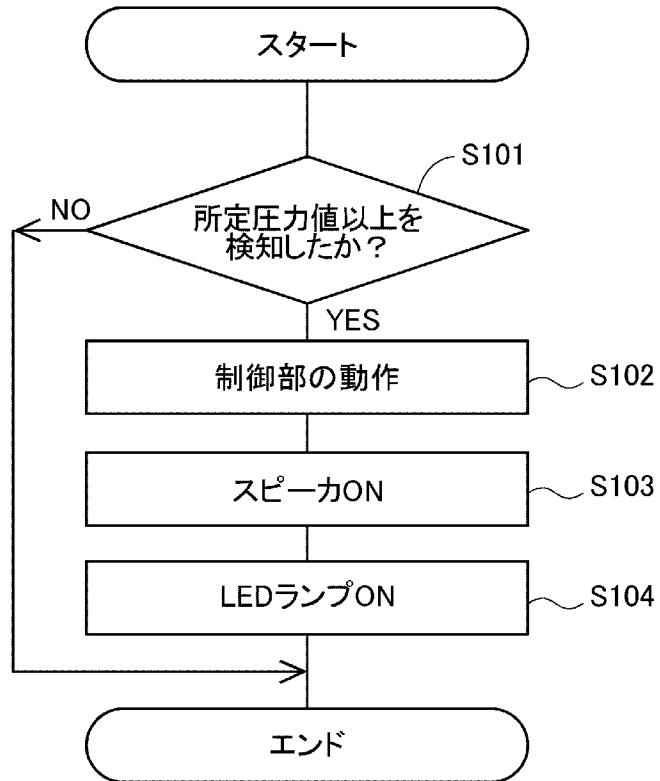 スタート
S101
NO
所定圧力値以上を
検知したか？
YES
制御部の動作
S102
スピーカON
S103
LEDランプON
S104
エンド